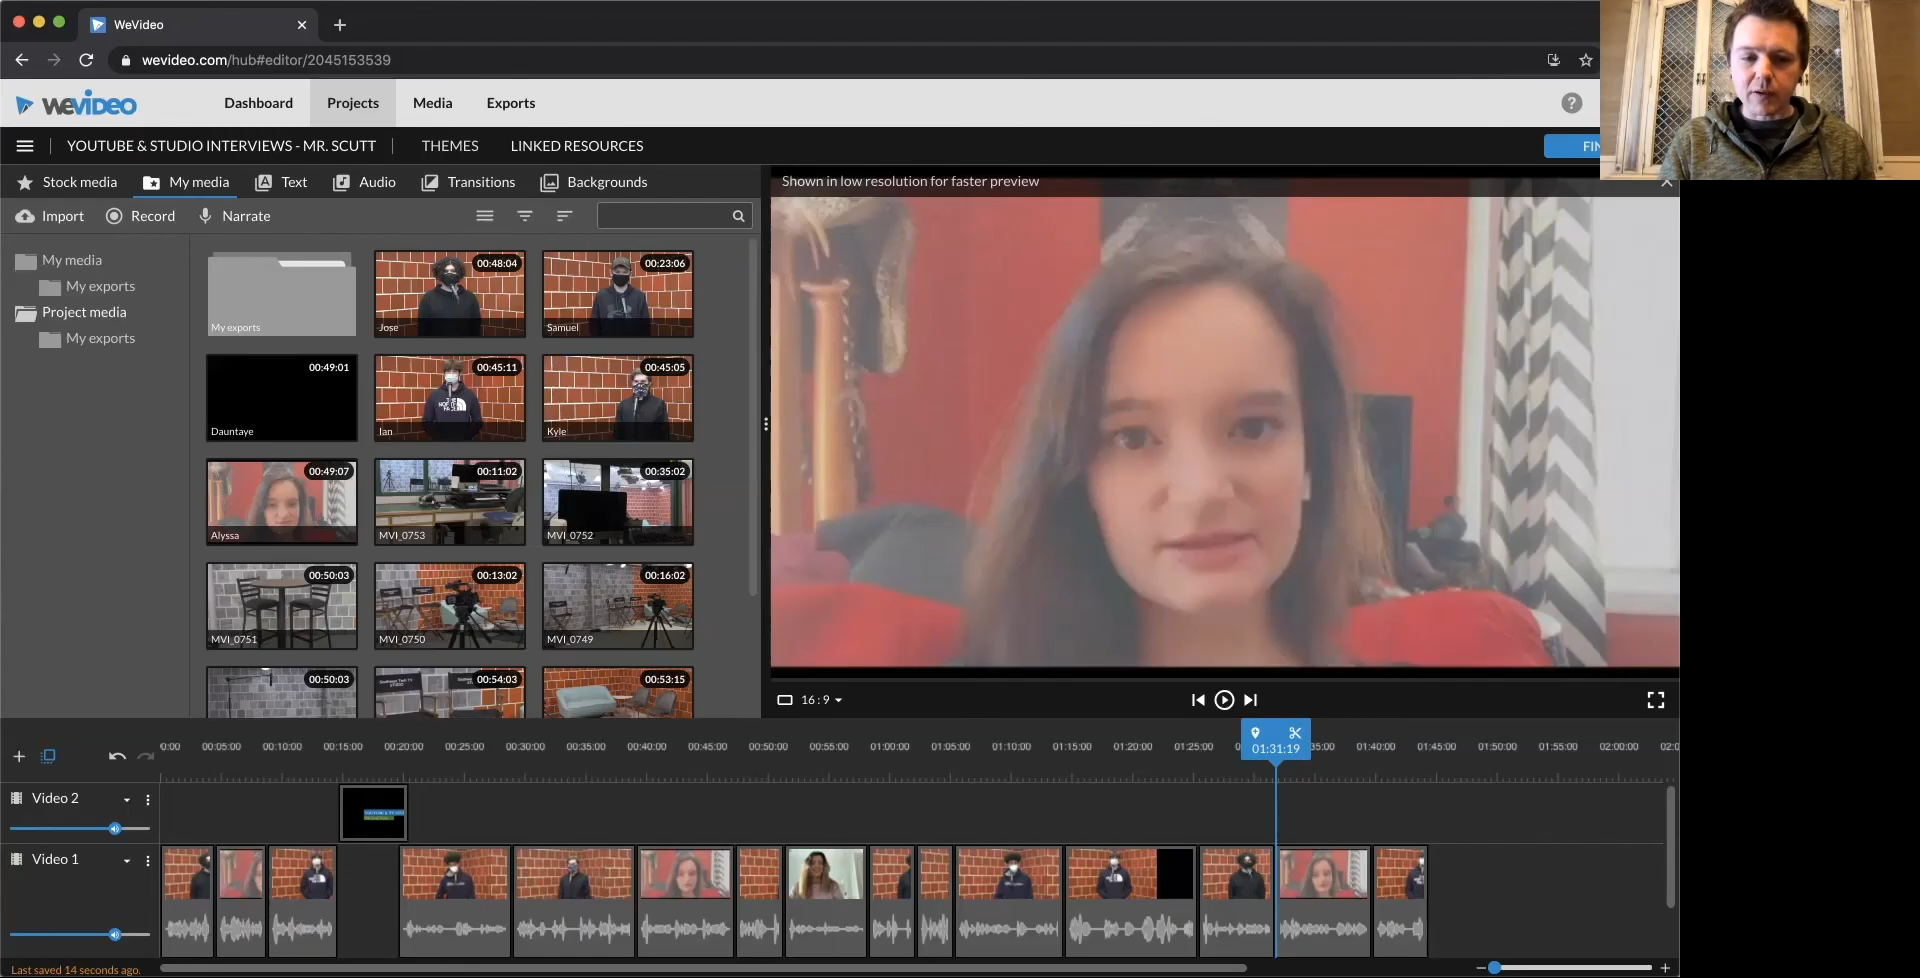 WeVideo
wevideo.com/hub#editor/2045153539
WEVIDEO
Dashboard
Projects
Media
Exports
YOUTUBE & STUDIO INTERVIEWS - MR. SCUTT
THEMES
LINKED RESOURCES
FIN
Stock media
My media
Text
Audio
Transitions
Backgrounds
Import
Record
Narrate
Shown in low resolution for faster preview
My media
My exports
Project media
My exports
My exports
00:48:04
Jose
00:23:06
Samuel
00:49:01
Dauntaye
00:45:11
THE NORTH FACE
Ian
00:45:05
Kyle
00:49:07
Alyssa
00:11:02
MVI_0753
00:35:02
MVI_0752
00:50:03
MVI_0751
00:13:02
MVI_0750
00:16:02
MVI_0749
00:50:03
00:54:03
00:53:15
16:9
0:00 00:05:00 00:10:00 00:15:00 00:20:00 00:25:00 00:30:00 00:35:00 00:40:00 00:45:00 00:50:00 00:55:00 01:00:00 01:05:00 01:10:00 01:15:00 01:20:00 01:25:00 0 35:00 01:40:00 01:45:00 01:50:00 01:55:00 02:00:00 02:0
01:31:19
Video 2
Video 1
Last saved 14 seconds ago.